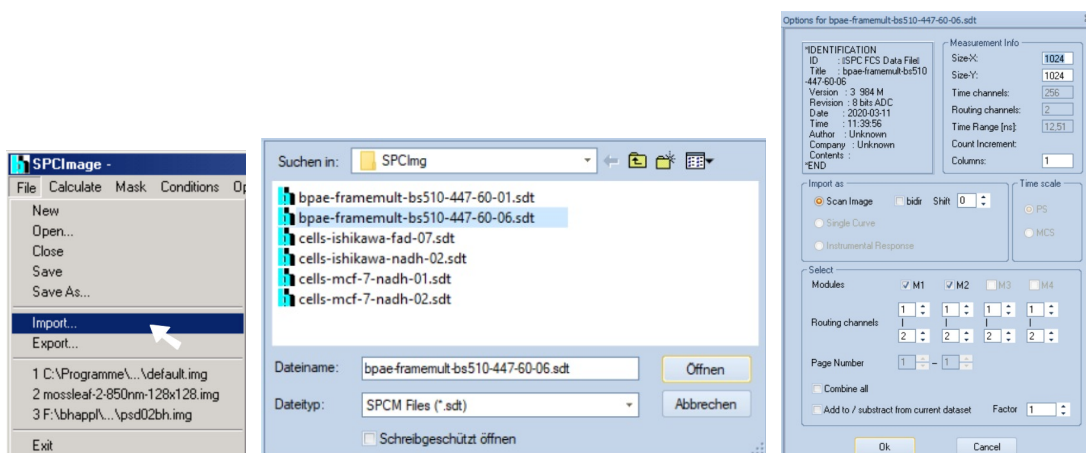 SPCImage -
File Calculate Mask Conditions Op
New
Open...
Close
Save
Save As...
Import...
Export...
1 C:\Programme\...\default.img
2 mossleaf-2-850nm-128x128.img
3 F:\bhappl\...\psd02bh.img
Exit
Suchen in: SPCImg
bpae-framemult-bs510-447-60-01.sdt
bpae-framemult-bs510-447-60-06.sdt
cells-ishikawa-fad-07.sdt
cells-ishikawa-nadh-02.sdt
cells-mcf-7-nadh-01.sdt
cells-mcf-7-nadh-02.sdt
Dateiname: bpae-framemult-bs510-447-60-06.sdt Öffnen
Dateityp: SPCM Files (*.sdt) Abbrechen
Schreibgeschützt öffnen
Options for bpae-framemult-bs510-447-60-06.sdt
*IDENTIFICATION
ID : SPC FCS Data File
Title : bpae-framemult-bs510
-447-60-06
Version : 3 984 M
Revision : 8 bits ADC
Date : 2020-03-11
Time : 11:39:56
Author : Unknown
Company : Unknown
Contents :
*END
Measurement Info
Size-X: 1024
Size-Y: 1024
Time channels: 256
Routing channels: 2
Time Range [ns]: 12,51
Count Increment:
Columns: 1
Import as
Scan Image bidir Shift 0
Single Curve
Instrumental Response
Time scale
PS
MCS
Select
Modules M1 M2 M3 M4
Routing channels 1 1 1 1
2 2 2 2
Page Number 1 - 1
Combine all
Add to / substract from current dataset Factor 1
Ok Cancel